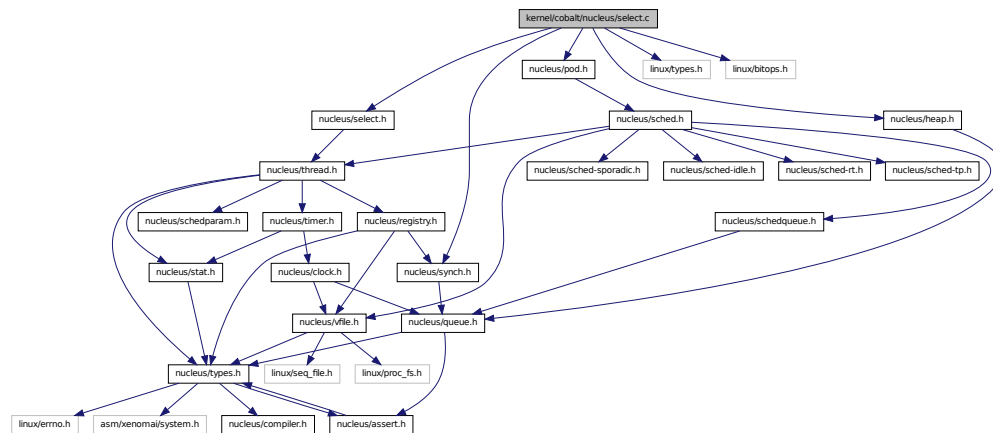 kernel/cobalt/nucleus/select.c
nucleus/pod.h
linux/types.h
linux/bitops.h
nucleus/select.h
nucleus/sched.h
nucleus/heap.h
nucleus/thread.h
nucleus/sched-sporadic.h
nucleus/sched-idle.h
nucleus/sched-rt.h
nucleus/sched-tp.h
nucleus/schedparam.h
nucleus/timer.h
nucleus/registry.h
nucleus/schedqueue.h
nucleus/stat.h
nucleus/clock.h
nucleus/synch.h
nucleus/vfile.h
nucleus/queue.h
nucleus/types.h
linux/seq_file.h
linux/proc_fs.h
linux/errno.h
asm/xenomai/system.h
nucleus/compiler.h
nucleus/assert.h